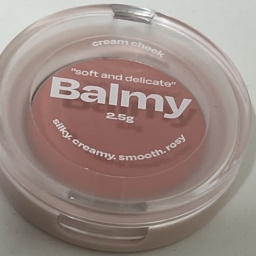 cream cheek
"soft and delicate"
Balmy
2.5g
silky. creamy. smooth. rosy